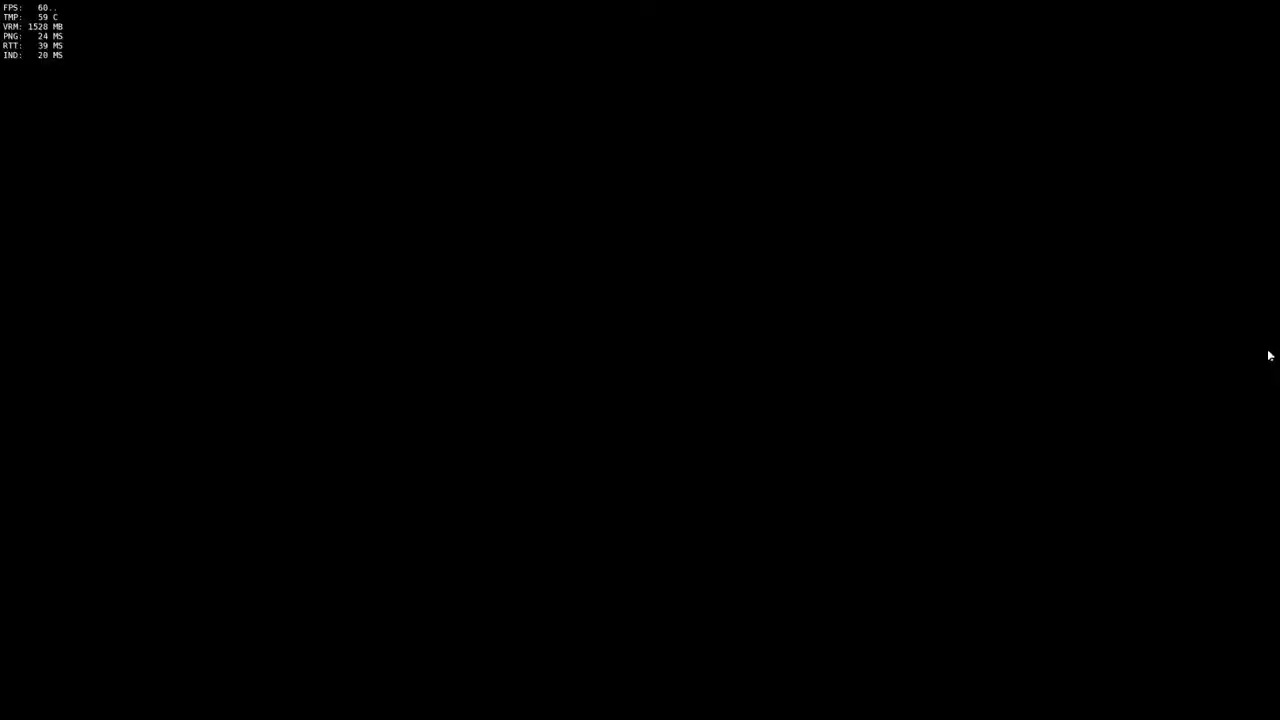 FPS: 60..
TMP: 59 C
VRM: 1528 MB
PNG: 24 MS
RTT: 39 MS
IND: 20 MS